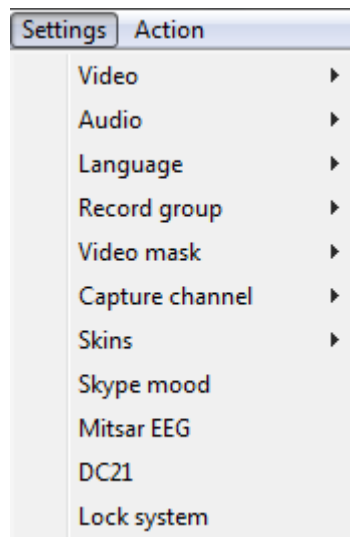 Settings Action
Video
Audio
Language
Record group
Video mask
Capture channel
Skins
Skype mood
Mitsar EEG
DC21
Lock system